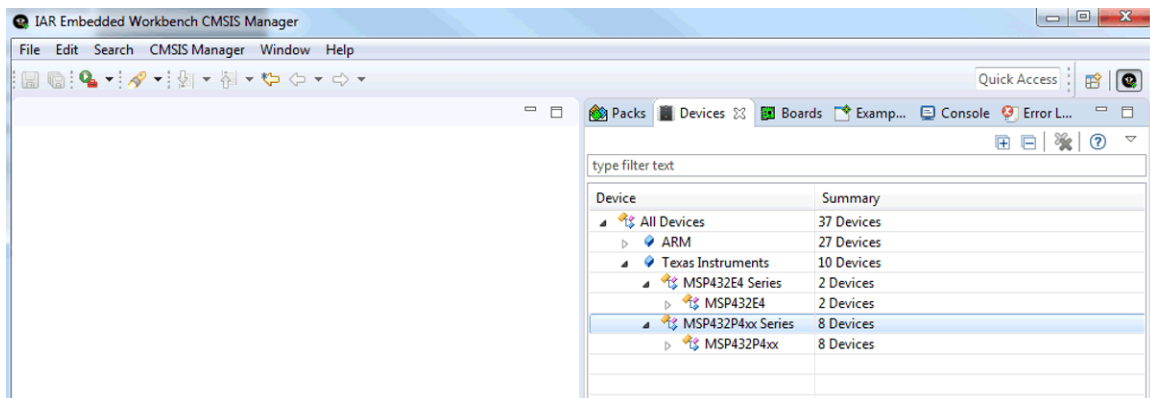 IAR Embedded Workbench CMSIS Manager
File Edit Search CMSIS Manager Window Help
Quick Access
Packs Devices Boards Examp... Console Error L...
type filter text
Device Summary
All Devices 37 Devices
ARM 27 Devices
Texas Instruments 10 Devices
MSP432E4 Series 2 Devices
MSP432E4 2 Devices
MSP432P4xx Series 8 Devices
MSP432P4xx 8 Devices